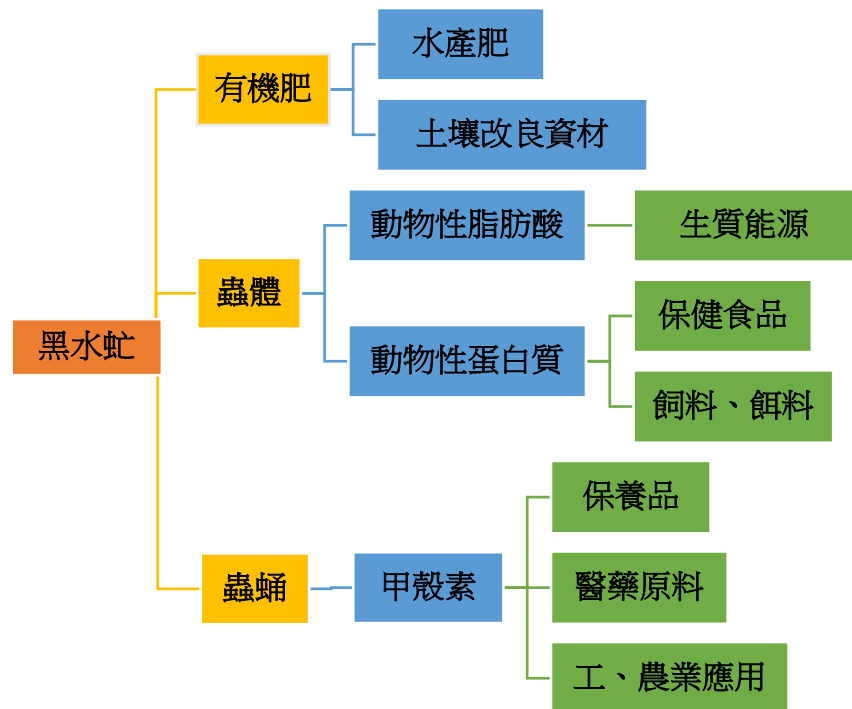 黑水虻
有機肥
水產肥
土壤改良資材
蟲體
動物性脂肪酸
生質能源
動物性蛋白質
保健食品
飼料、餌料
蟲蛹
甲殼素
保養品
醫藥原料
工、農業應用